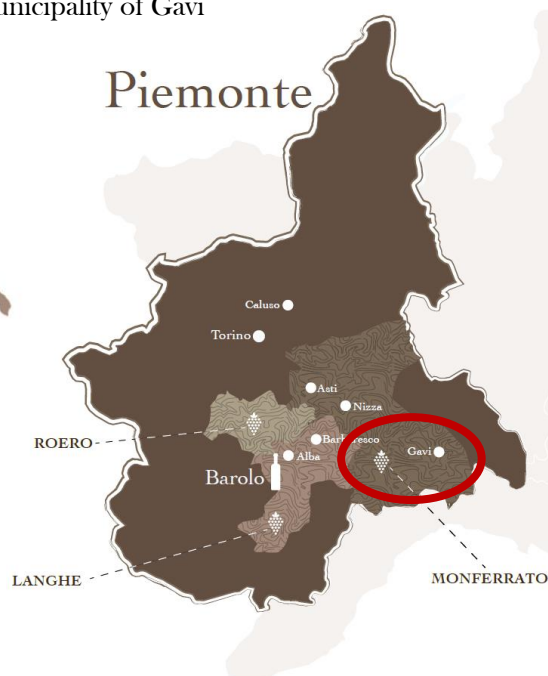 unicipality of Gavi
Piemonte
Caluso
Torino
Asti
Nizza
ROERO
Barbaresco
Gavi
Alba
Barolo
LANGHE
MONFERRATO